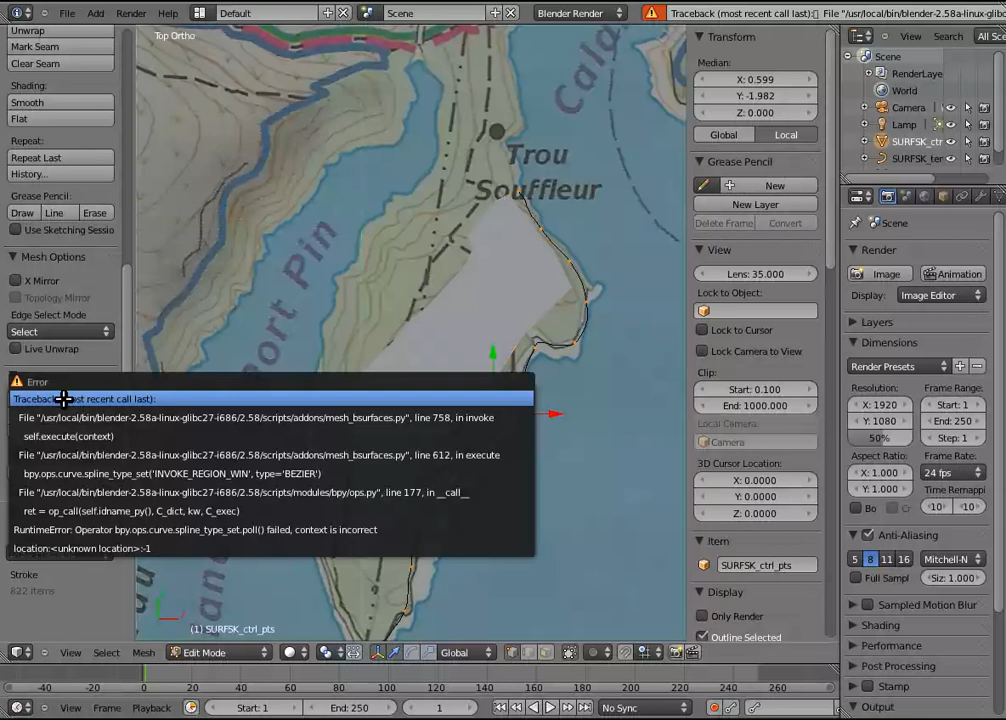 File Add Render Help Default Scene Blender Render Traceback (most recent call last): File "/usr/local/bin/blender-2.58a-linux-glibc
Unwrap
Mark Seam
Clear Seam
Shading:
Smooth
Flat
Repeat:
Repeat Last
History...
Grease Pencil:
Draw Line Erase
Use Sketching Sessio
Mesh Options
X Mirror
Topology Mirror
Edge Select Mode
Select
Live Unwrap
Stroke
822 items
Top Ortho
Trou
Souffleur
Port Pin
Cala
Error
Traceback (most recent call last):
File "/usr/local/bin/blender-2.58a-linux-glibc27-i686/2.58/scripts/addons/mesh_bsurfaces.py", line 758, in invoke
self.execute(context)
File "/usr/local/bin/blender-2.58a-linux-glibc27-i686/2.58/scripts/addons/mesh_bsurfaces.py", line 612, in execute
bpy.ops.curve.spline_type_set('INVOKE_REGION_WIN', type='BEZIER')
File "/usr/local/bin/blender-2.58a-linux-glibc27-i686/2.58/scripts/modules/bpy/ops.py", line 177, in __call__
ret = op_call(self.idname_py(), C_dict, kw, C_exec)
RuntimeError: Operator bpy.ops.curve.spline_type_set.poll() failed, context is incorrect
location:<unknown location>:-1
(1) SURFSK_ctrl_pts
Transform
Median:
X: 0.599
Y: -1.982
Z: 0.000
Global Local
Grease Pencil
New
New Layer
Delete Frame Convert
View
Lens: 35.000
Lock to Object:
Lock to Cursor
Lock Camera to View
Clip:
Start: 0.100
End: 1000.000
Local Camera
Camera
3D Cursor Location
X: 0.0000
Y: 0.0000
Z: 0.0000
Item
SURFSK_ctrl_pts
Display
Only Render
Outline Selected
View Search All Sce
Scene
RenderLaye
World
Camera
Lamp
SURFSK_ctr
SURFSK_ter
Scene
Render
Image Animation
Display: Image Editor
Layers
Dimensions
Render Presets
Resolution: Frame Range:
X: 1920 Start: 1
Y: 1080 End: 250
50% Step: 1
Aspect Ratio: Frame Rate:
X: 1.000 24 fps
Y: 1.000 Time Remappi
Bo Cr 10 10
Anti-Aliasing
5 8 11 16 Mitchell-N
Full Sampl Siz: 1.000
Sampled Motion Blur
Shading
Performance
Post Processing
Stamp
Output
View Select Mesh Edit Mode Global
-40 -20 0 20 40 60 80 100 120 140 160 180 200 220 240 260
View Frame Playback Start: 1 End: 250 1 No Sync